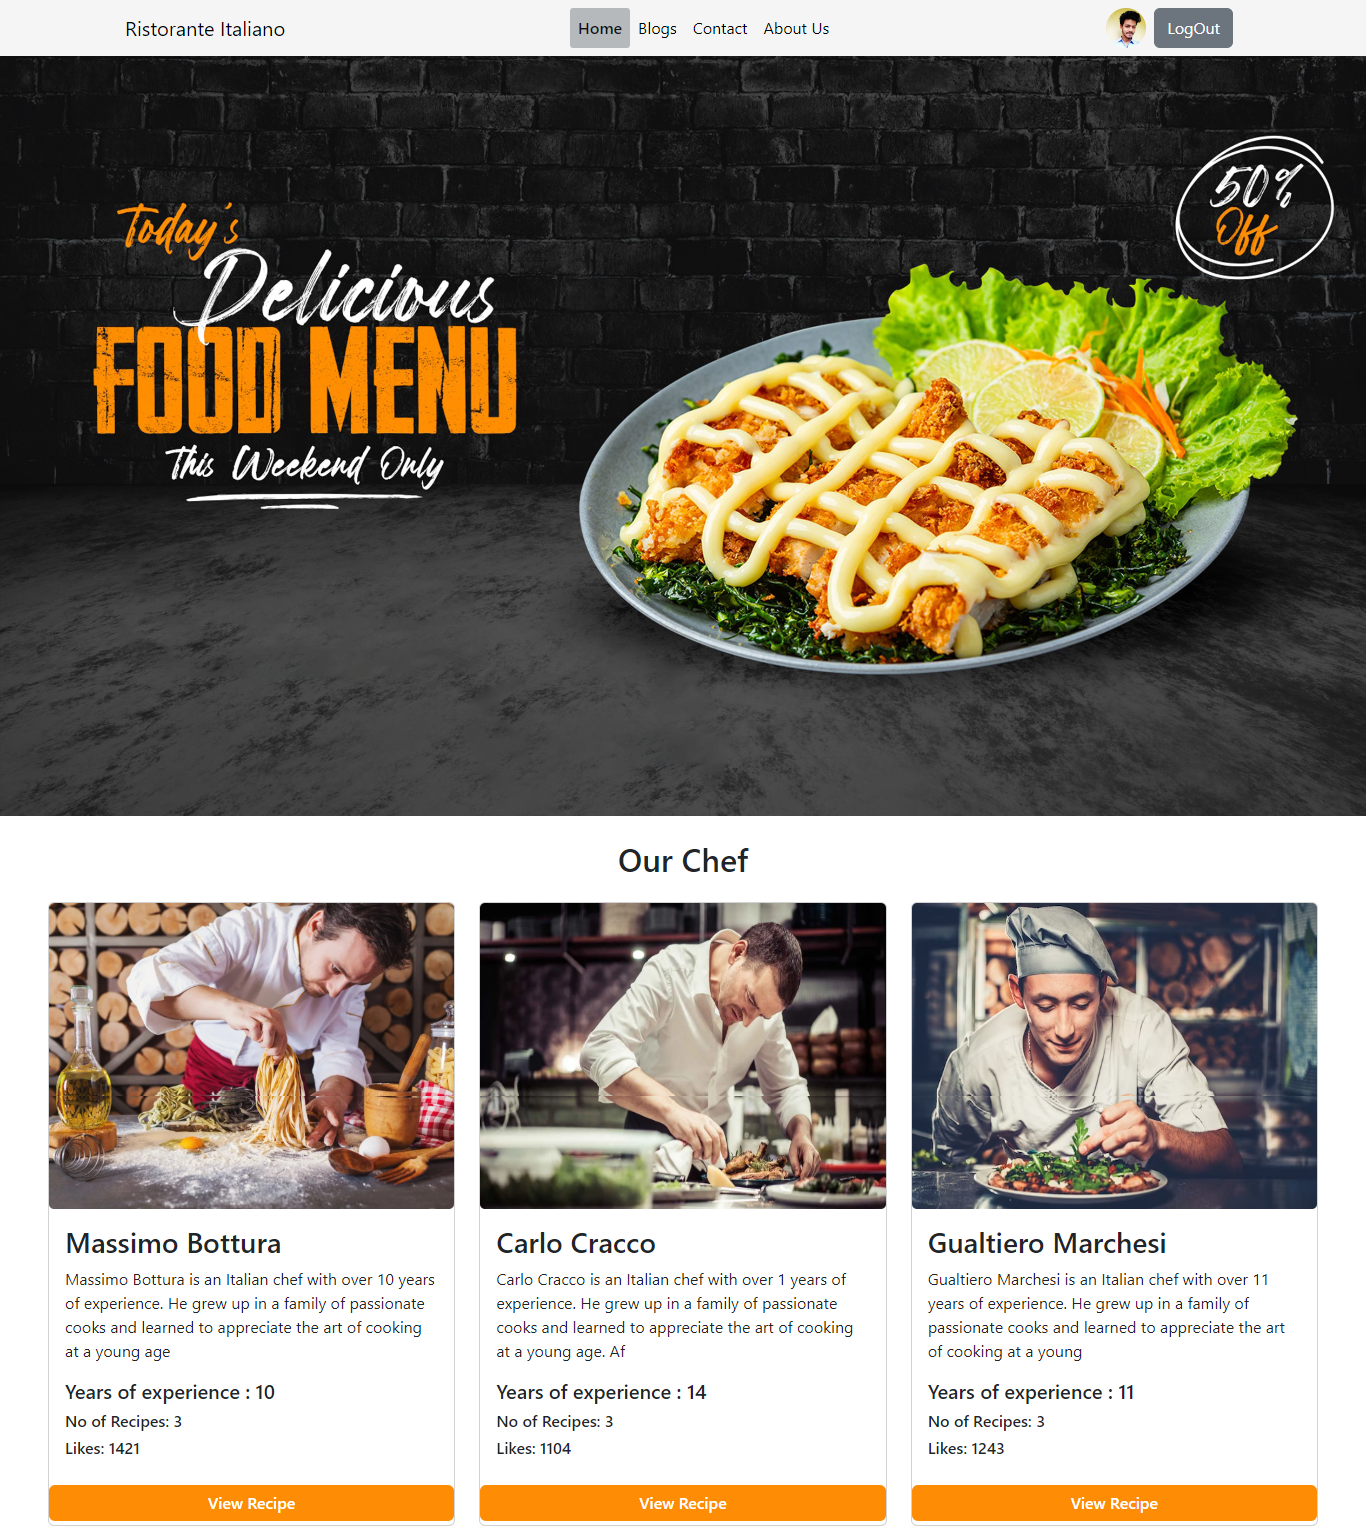 Ristorante Italiano
Home Blogs Contact About Us
LogOut
50%
Off
Today's
Delicious
FOOD MENU
This Weekend Only
Our Chef
Massimo Bottura
Massimo Bottura is an Italian chef with over 10 years
of experience. He grew up in a family of passionate
cooks and learned to appreciate the art of cooking
at a young age
Years of experience : 10
No of Recipes: 3
Likes: 1421
View Recipe
Carlo Cracco
Carlo Cracco is an Italian chef with over 1 years of
experience. He grew up in a family of passionate
cooks and learned to appreciate the art of cooking
at a young age. Af
Years of experience : 14
No of Recipes: 3
Likes: 1104
View Recipe
Gualtiero Marchesi
Gualtiero Marchesi is an Italian chef with over 11
years of experience. He grew up in a family of
passionate cooks and learned to appreciate the art
of cooking at a young
Years of experience : 11
No of Recipes: 3
Likes: 1243
View Recipe